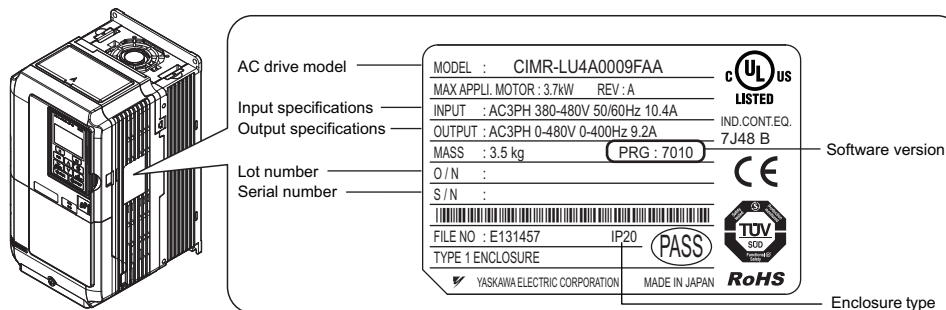 AC drive model
Input specifications
Output specifications
Lot number
Serial number
MODEL : CIMR-LU4A0009FAA
MAX APPLI. MOTOR : 3.7kW REV : A
INPUT : AC3PH 380-480V 50/60Hz 10.4A
OUTPUT : AC3PH 0-480V 0-400Hz 9.2A
MASS : 3.5 kg PRG : 7010
O / N :
S / N :
FILE NO : E131457 IP20
TYPE 1 ENCLOSURE
PASS
YASKAWA ELECTRIC CORPORATION MADE IN JAPAN
C UL US
LISTED
IND.CONT.EQ.
7J48 B
CE
TÜV
SÜD
Functional
Safety
RoHS
Software version
Enclosure type